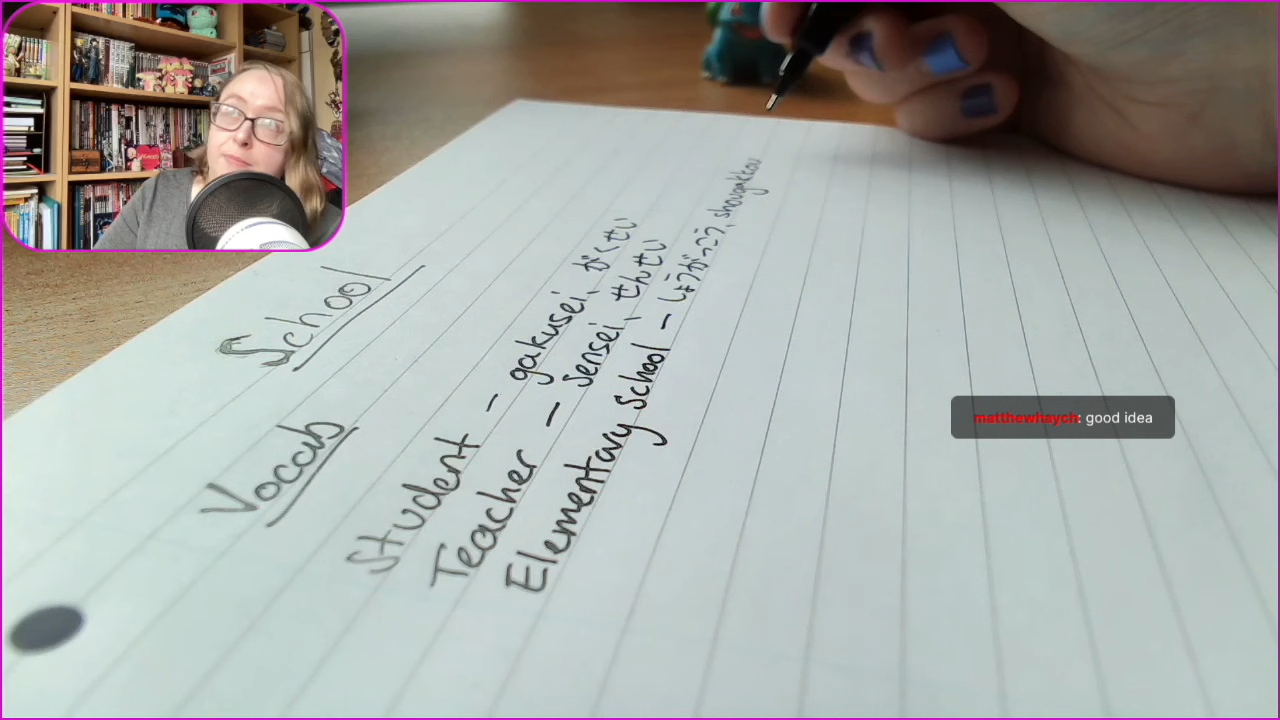 School
Vocab
Student - gakusei、がくせい
Teacher - Sensei、せんせい
Elementary School - しょうがっこう、shougakkou
matthewhaych: good idea